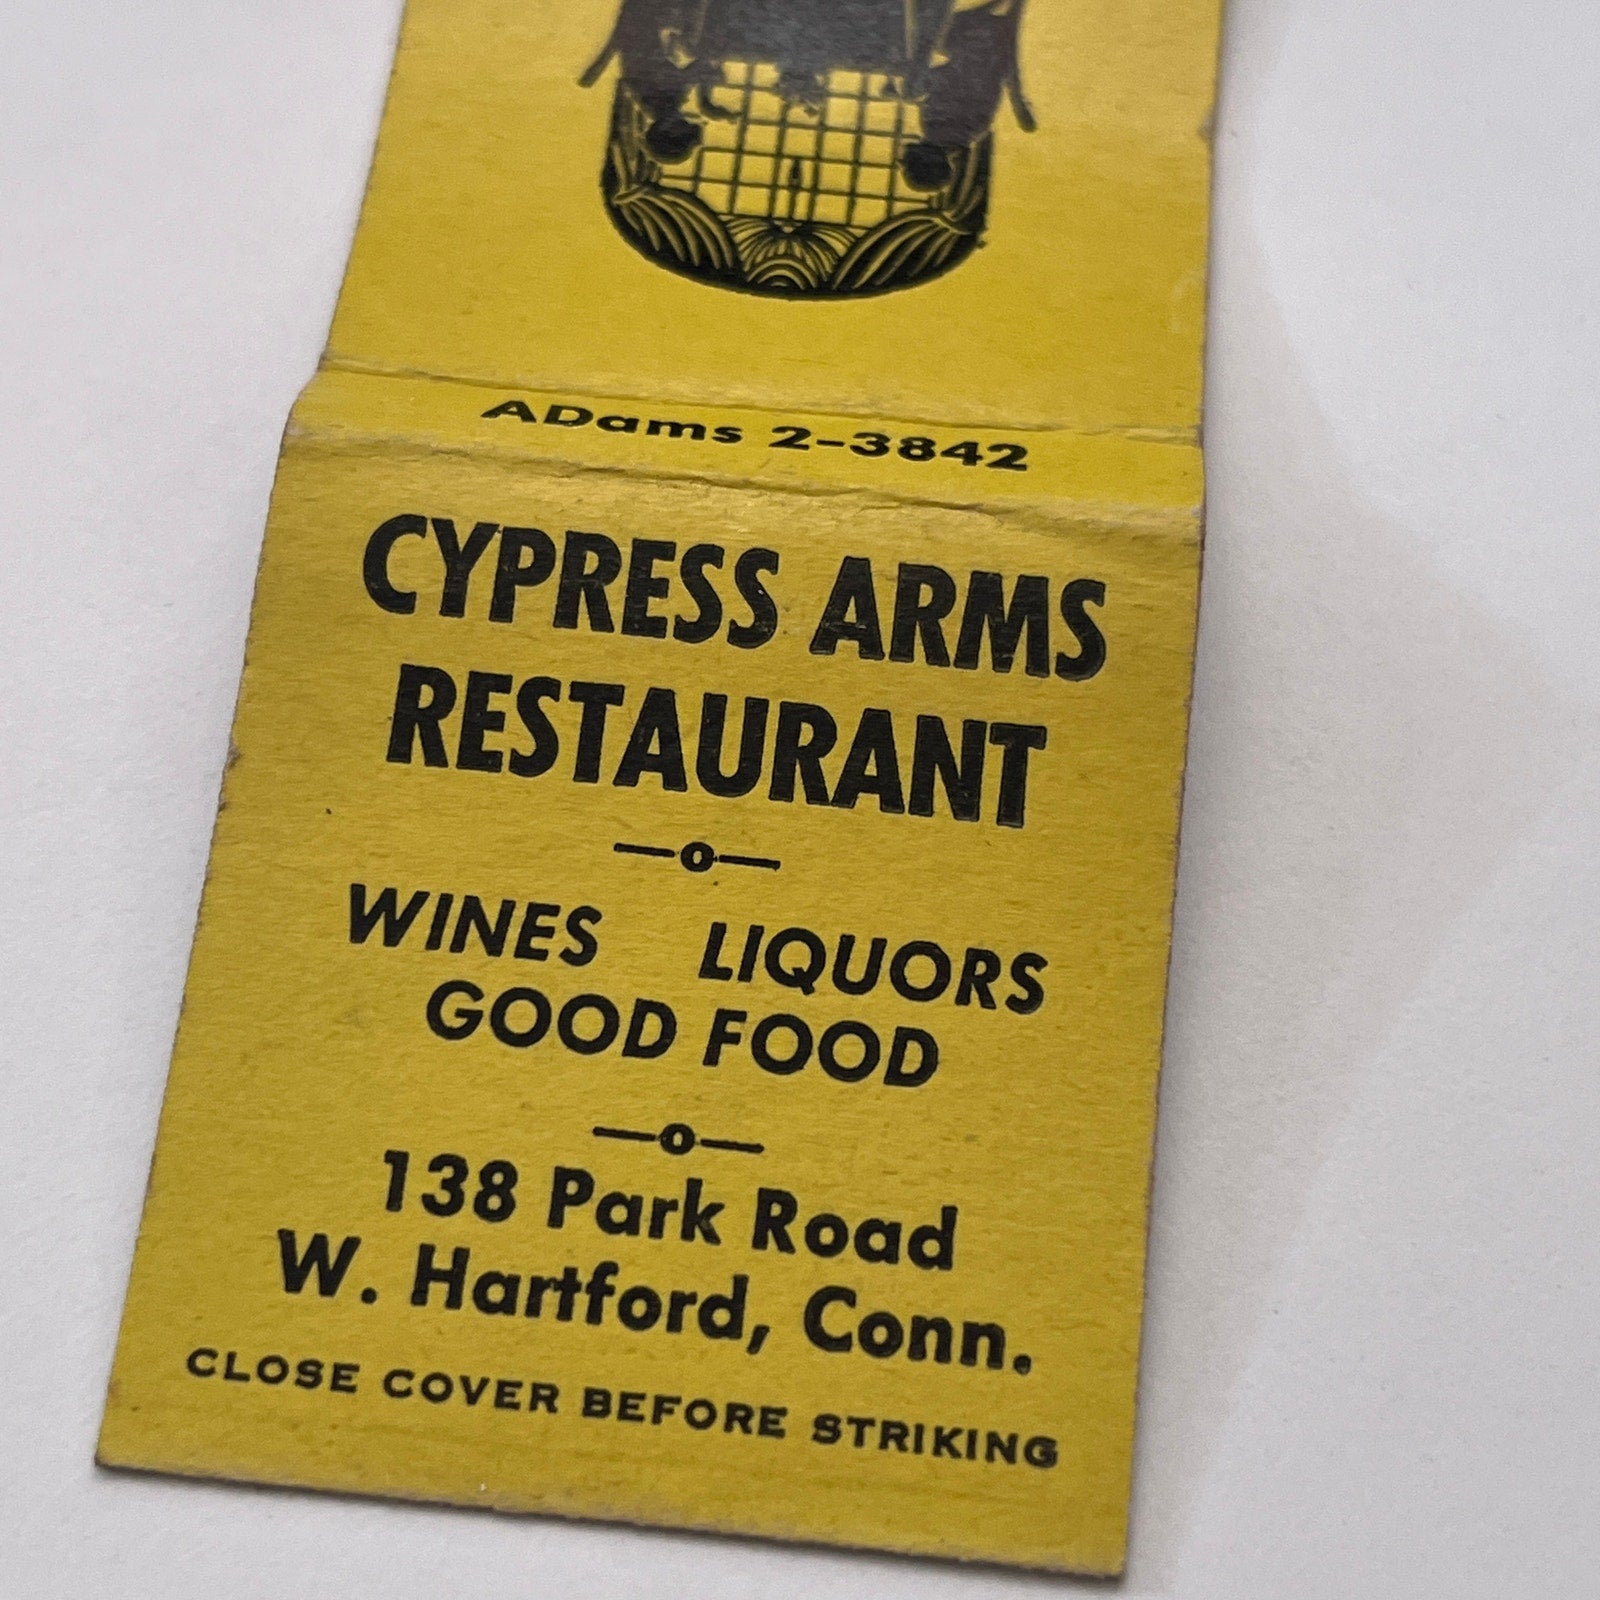 ADams 2-3842
CYPRESS ARMS
RESTAURANT
—o—
WINES LIQUORS
GOOD FOOD
—o—
138 Park Road
W. Hartford, Conn.
CLOSE COVER BEFORE STRIKING